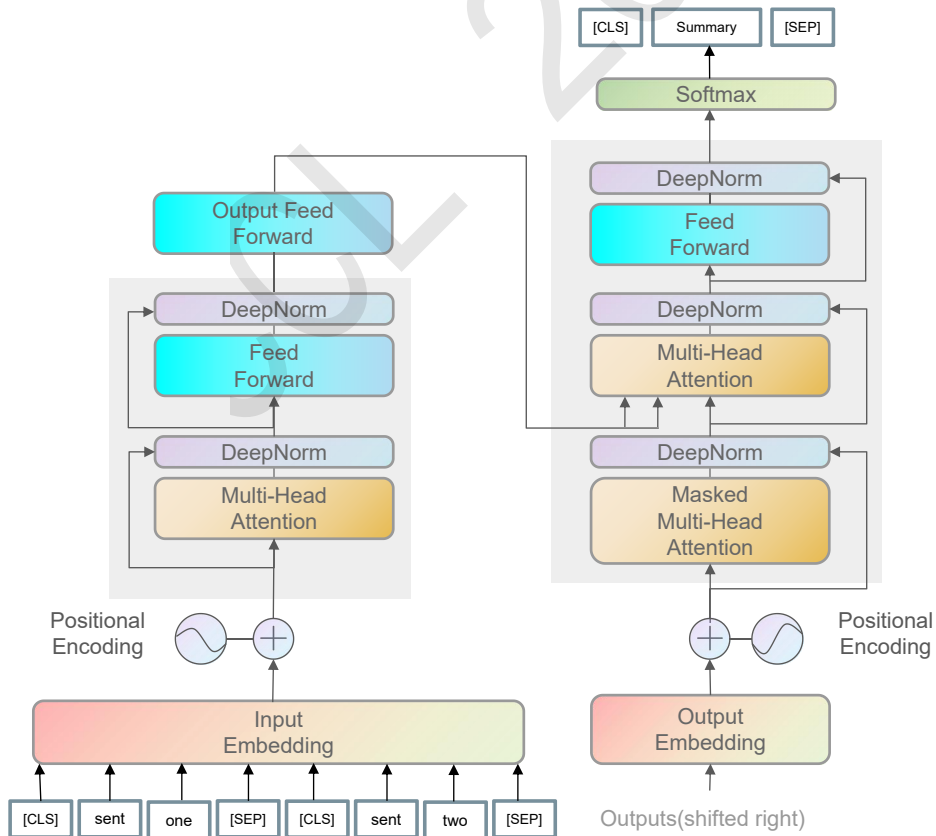 [CLS] Summary [SEP]
Softmax
DeepNorm
Feed
Forward
DeepNorm
Multi-Head
Attention
DeepNorm
Masked
Multi-Head
Attention
Positional
Encoding
Output
Embedding
Outputs(shifted right)
Output Feed
Forward
DeepNorm
Feed
Forward
DeepNorm
Multi-Head
Attention
Positional
Encoding
Input
Embedding
[CLS] sent one [SEP] [CLS] sent two [SEP]